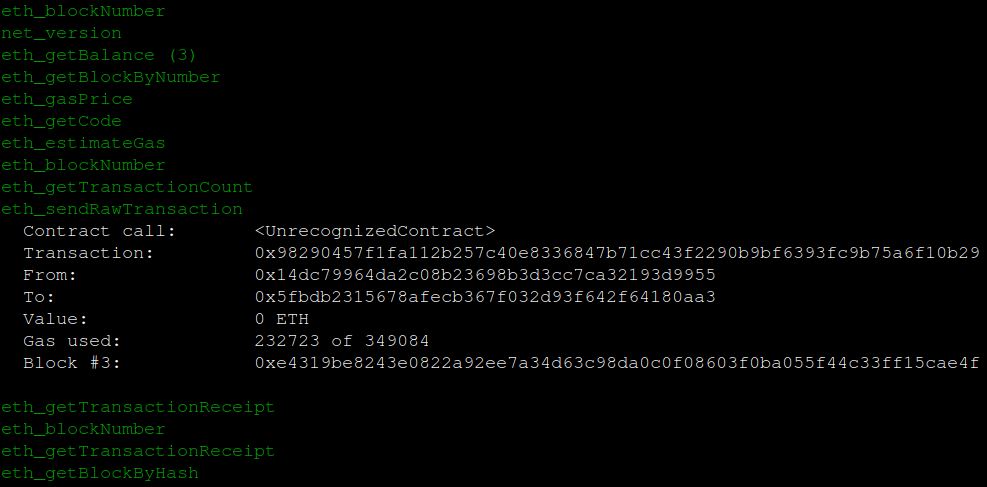 eth_blockNumber
net_version
eth_getBalance (3)
eth_getBlockByNumber
eth_gasPrice
eth_getCode
eth_estimateGas
eth_blockNumber
eth_getTransactionCount
eth_sendRawTransaction
Contract call: <UnrecognizedContract>
Transaction: 0x98290457f1fa112b257c40e8336847b71cc43f2290b9bf6393fc9b75a6f10b29
From: 0x14dc79964da2c08b23698b3d3cc7ca32193d9955
To: 0x5fbdb2315678afecb367f032d93f642f64180aa3
Value: 0 ETH
Gas used: 232723 of 349084
Block #3: 0xe4319be8243e0822a92ee7a34d63c98da0c0f08603f0ba055f44c33ff15cae4f
eth_getTransactionReceipt
eth_blockNumber
eth_getTransactionReceipt
eth_getBlockByHash